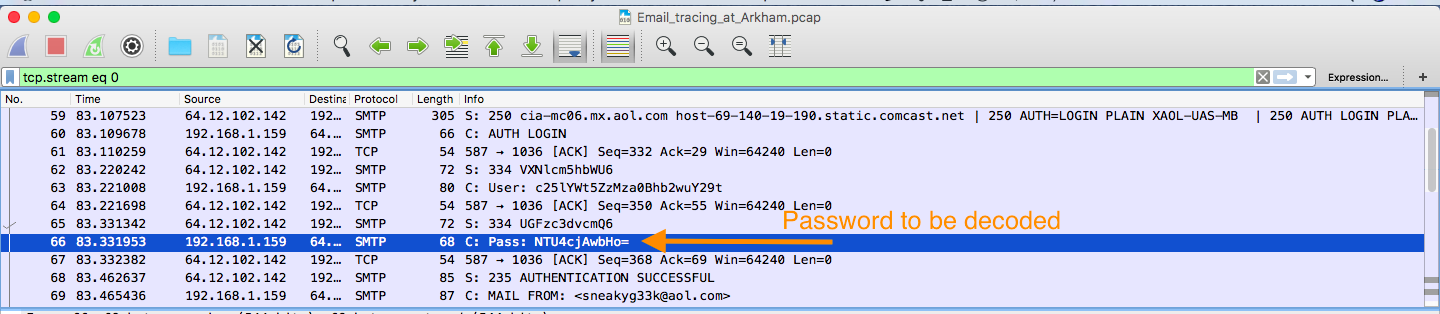 Email_tracing_at_Arkham.pcap
tcp.stream eq 0 Expression... +
No. Time Source Destina Protocol Length Info
59 83.107523 64.12.102.142 192… SMTP 305 S: 250 cia-mc06.mx.aol.com host-69-140-19-190.static.comcast.net | 250 AUTH=LOGIN PLAIN XAOL-UAS-MB | 250 AUTH LOGIN PLA…
60 83.109678 192.168.1.159 64.… SMTP 66 C: AUTH LOGIN
61 83.110259 64.12.102.142 192… TCP 54 587 → 1036 [ACK] Seq=332 Ack=29 Win=64240 Len=0
62 83.220242 64.12.102.142 192… SMTP 72 S: 334 VXNlcm5hbWU6
63 83.221008 192.168.1.159 64.… SMTP 80 C: User: c25lYWt5ZzMza0Bhb2wuY29t
64 83.221698 64.12.102.142 192… TCP 54 587 → 1036 [ACK] Seq=350 Ack=55 Win=64240 Len=0
65 83.331342 64.12.102.142 192… SMTP 72 S: 334 UGFzc3dvcmQ6
Password to be decoded
66 83.331953 192.168.1.159 64.… SMTP 68 C: Pass: NTU4cjAwbHo=
67 83.332382 64.12.102.142 192… TCP 54 587 → 1036 [ACK] Seq=368 Ack=69 Win=64240 Len=0
68 83.462637 64.12.102.142 192… SMTP 85 S: 235 AUTHENTICATION SUCCESSFUL
69 83.465436 192.168.1.159 64.… SMTP 87 C: MAIL FROM: <sneakyg33k@aol.com>